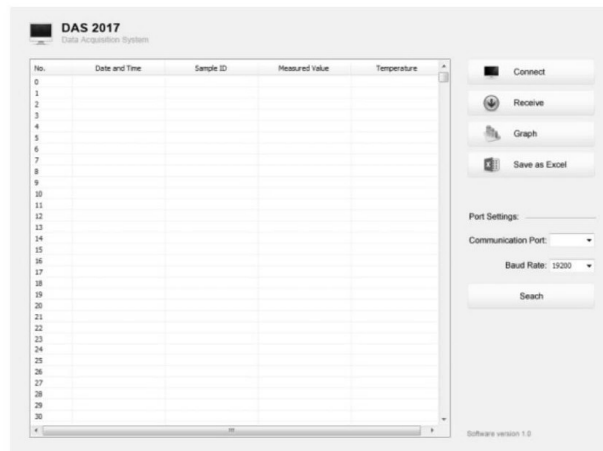 DAS 2017
Data Acquisition System
No. Date and Time Sample ID Measured Value Temperature
0
1
2
3
4
5
6
7
8
9
10
11
12
13
14
15
16
17
18
19
20
21
22
23
24
25
26
27
28
29
30
Connect
Receive
Graph
Save as Excel
Port Settings:
Communication Port:
Baud Rate: 19200
Seach
Software version 1.0